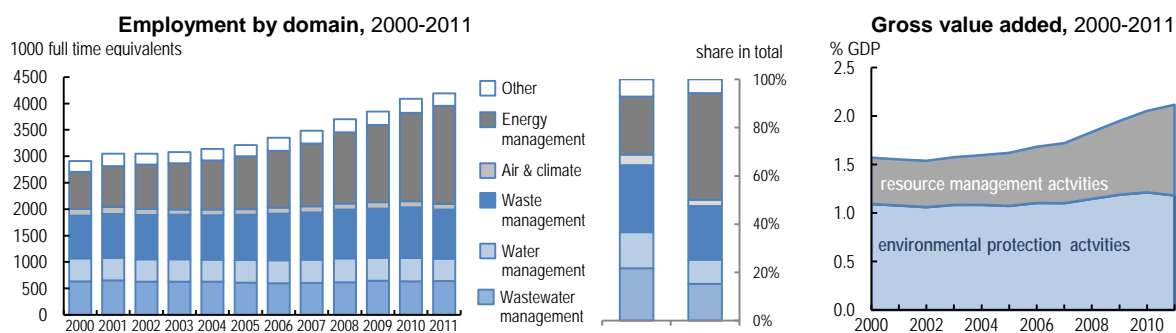 Employment by domain, 2000-2011
1000 full time equivalents
4500
4000
3500
3000
2500
2000
1500
1000
500
0
2000 2001 2002 2003 2004 2005 2006 2007 2008 2009 2010 2011
Other
Energy
management
Air & climate
Waste
management
Water
management
Wastewater
management
share in total
100%
80%
60%
40%
20%
0%
Gross value added, 2000-2011
% GDP
2.5
2.0
1.5
1.0
0.5
0.0
resource management actvities
environmental protection actvities
2000 2002 2004 2006 2008 2010